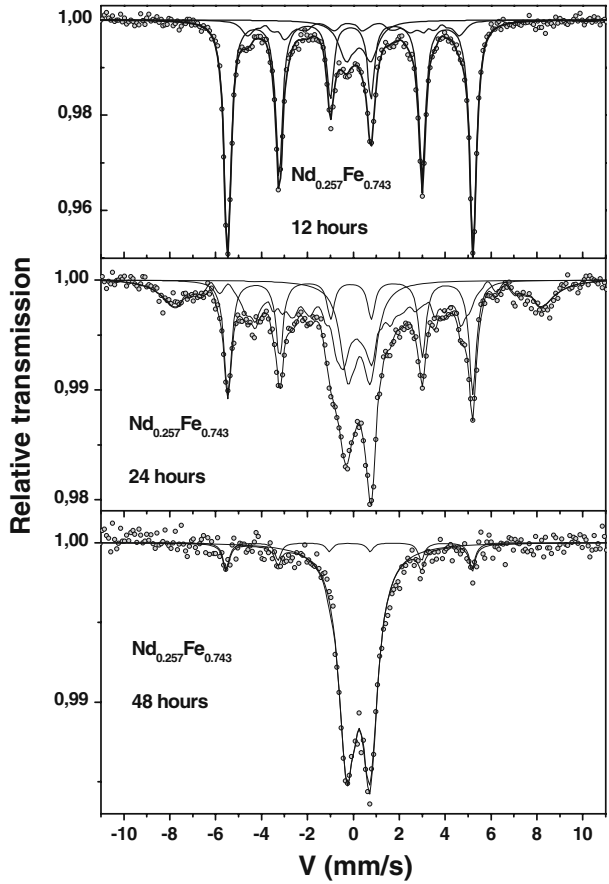 Relative transmission
1,00
0,98
0,96
Nd0.257Fe0.743
12 hours
1,00
0,99
0,98
Nd0.257Fe0.743
24 hours
1,00
0,99
Nd0.257Fe0.743
48 hours
-10 -8 -6 -4 -2 0 2 4 6 8 10
V (mm/s)